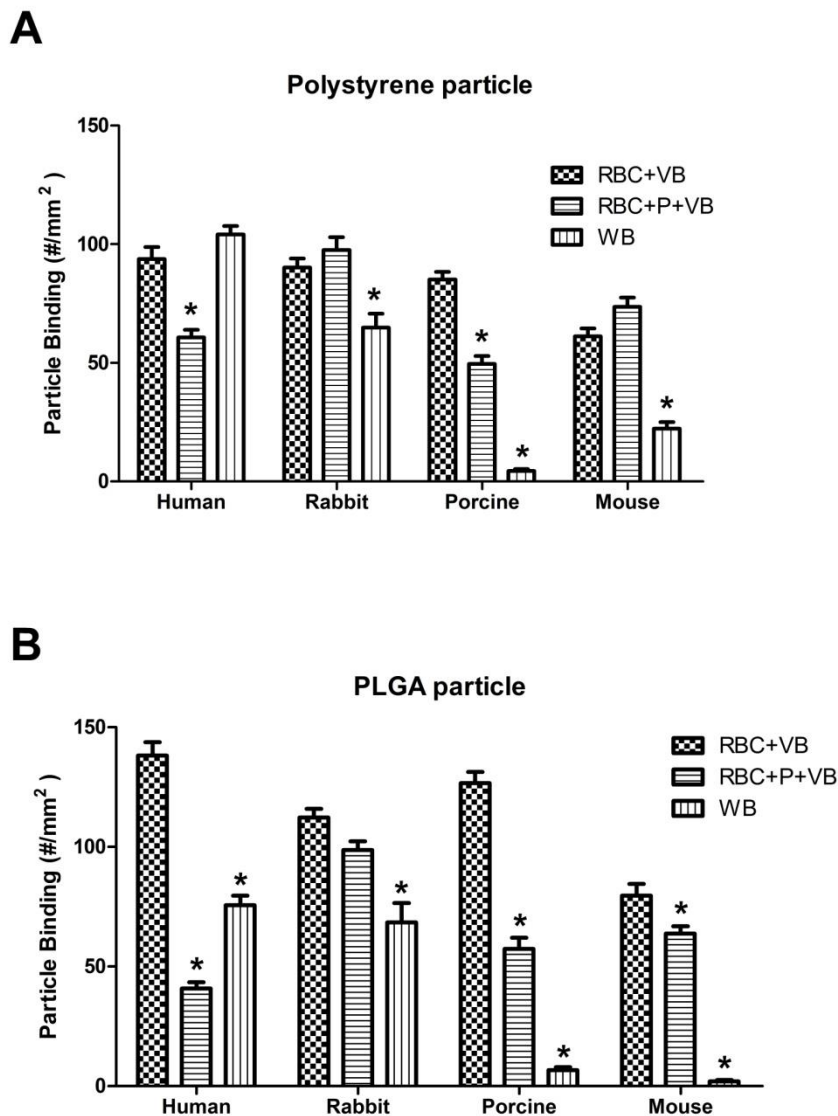 A
Polystyrene particle
Particle Binding (#/mm²)
150
100
50
0
RBC+VB
RBC+P+VB
WB
*
*
*
*
*
Human
Rabbit
Porcine
Mouse
B
PLGA particle
Particle Binding (#/mm²)
150
100
50
0
RBC+VB
RBC+P+VB
WB
*
*
*
*
*
*
*
Human
Rabbit
Porcine
Mouse